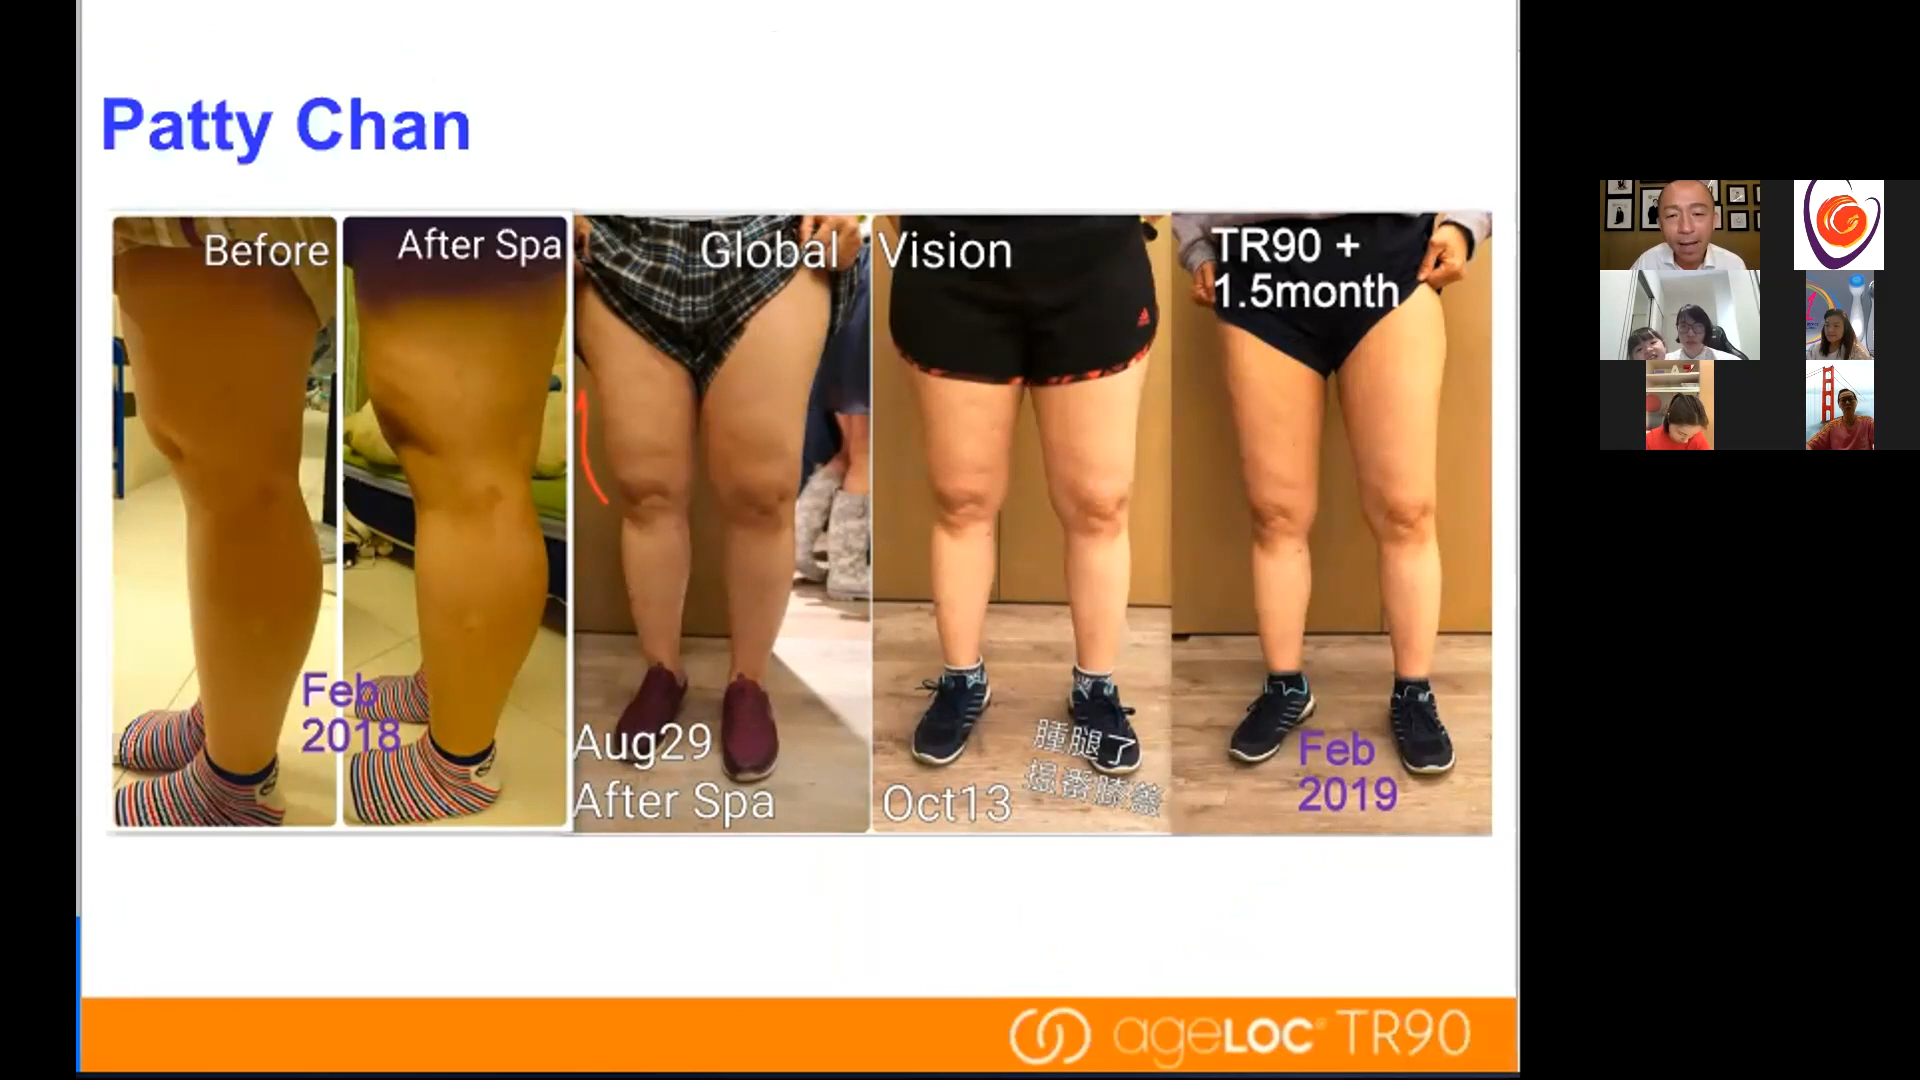 Patty Chan
Before
After Spa
Global Vision
TR90 +
1.5month
Feb
2018
Aug29
After Spa
Oct13
腫腿了
Feb
2019
ageLOC TR90